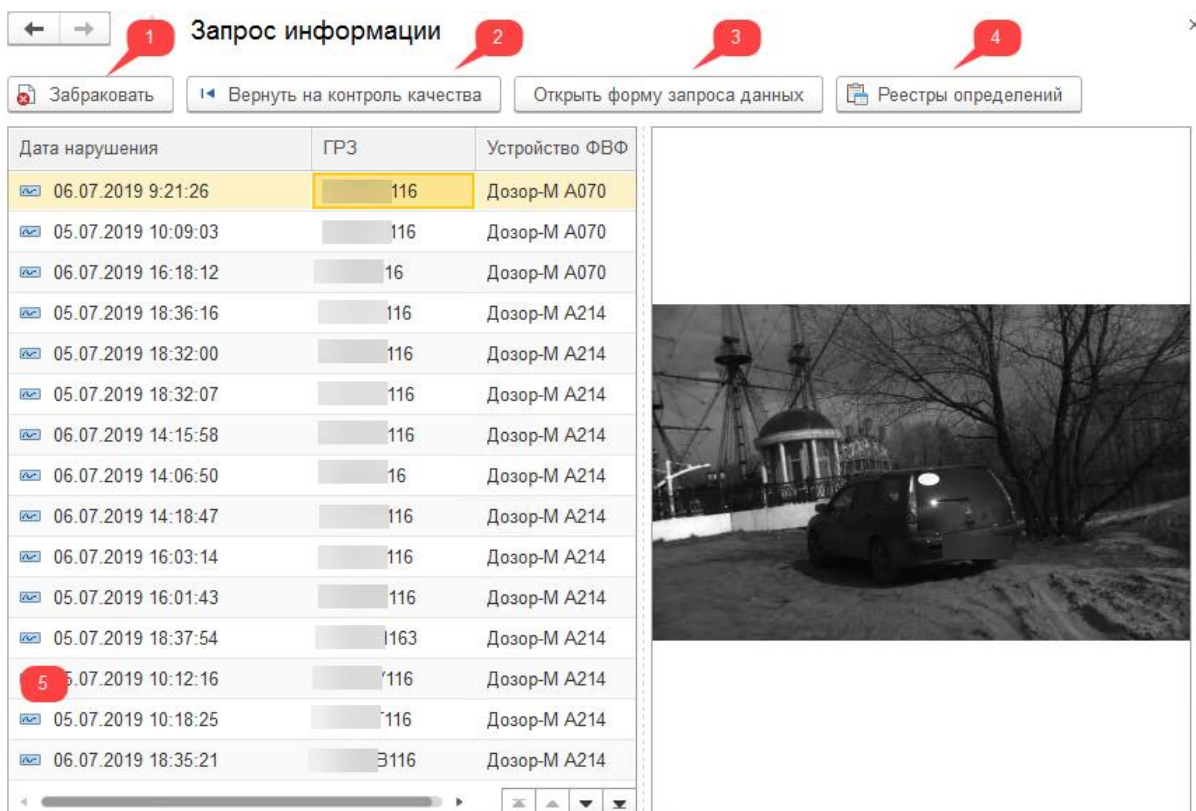 Запрос информации
1
2
3
4
Забраковать
Вернуть на контроль качества
Открыть форму запроса данных
Реестры определений
Дата нарушения ГРЗ Устройство ФВФ
06.07.2019 9:21:26 116 Дозор-М А070
05.07.2019 10:09:03 116 Дозор-М А070
06.07.2019 16:18:12 16 Дозор-М А070
05.07.2019 18:36:16 116 Дозор-М А214
05.07.2019 18:32:00 116 Дозор-М А214
05.07.2019 18:32:07 116 Дозор-М А214
06.07.2019 14:15:58 116 Дозор-М А214
06.07.2019 14:06:50 16 Дозор-М А214
06.07.2019 14:18:47 116 Дозор-М А214
06.07.2019 16:03:14 116 Дозор-М А214
05.07.2019 16:01:43 116 Дозор-М А214
05.07.2019 18:37:54 163 Дозор-М А214
5 5.07.2019 10:12:16 116 Дозор-М А214
05.07.2019 10:18:25 116 Дозор-М А214
06.07.2019 18:35:21 В116 Дозор-М А214